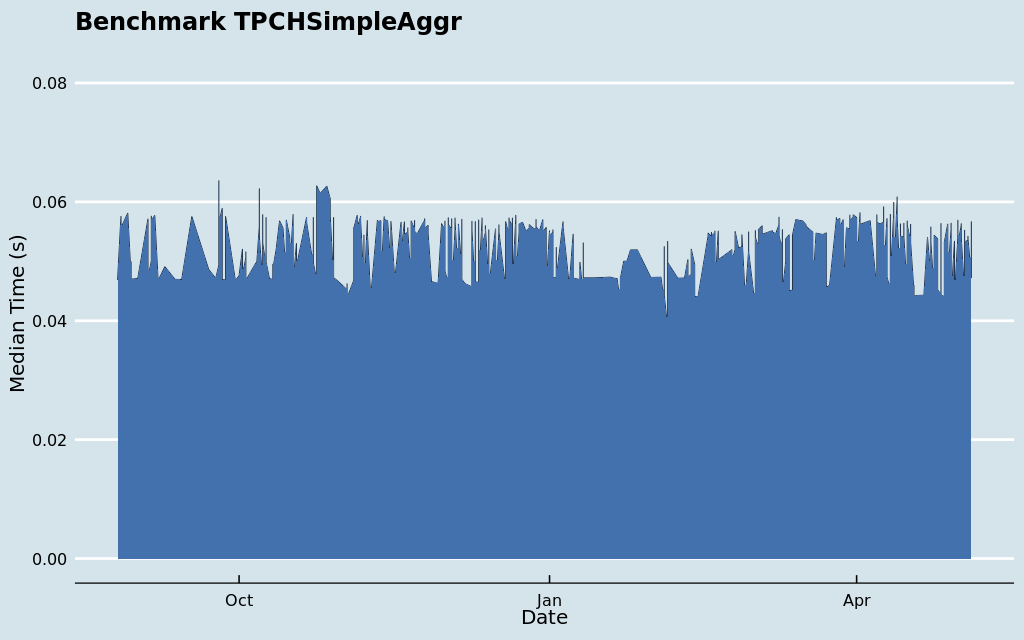 Benchmark TPCHSimpleAggr
Median Time (s)
0.08
0.06
0.04
0.02
0.00
Oct
Jan
Apr
Date